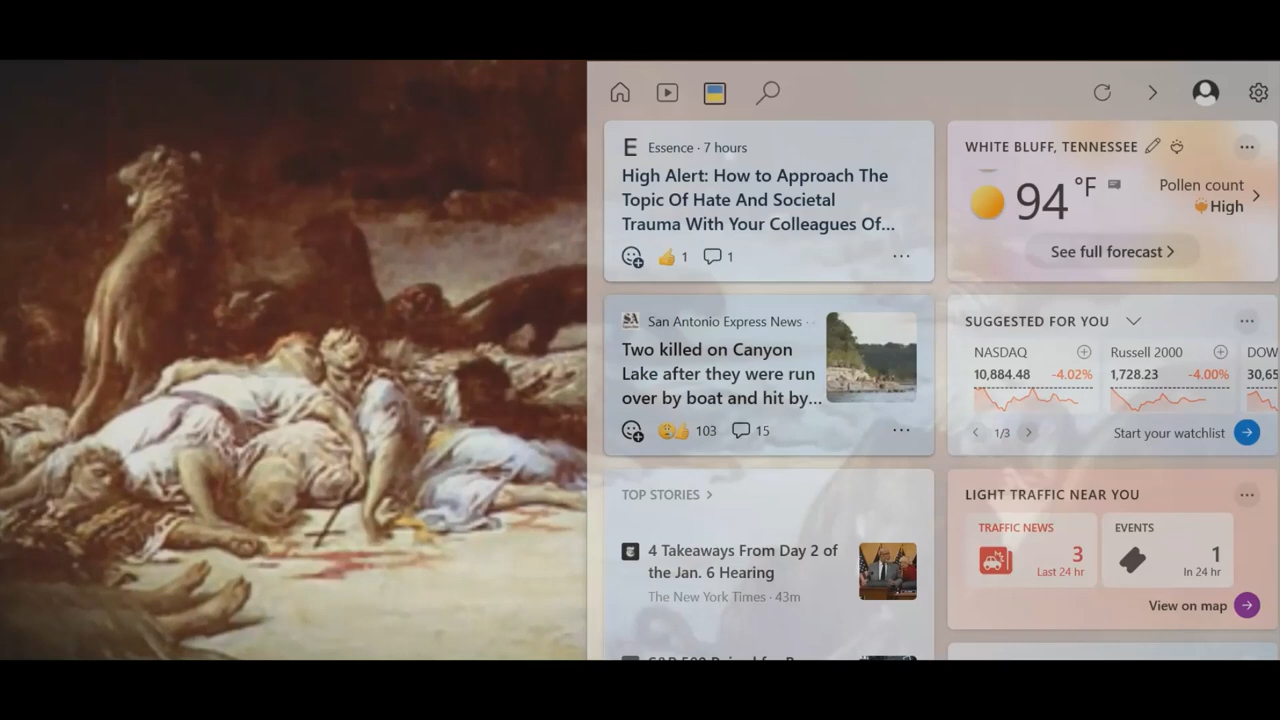 E Essence · 7 hours
High Alert: How to Approach The
Topic Of Hate And Societal
Trauma With Your Colleagues Of...
1 1
SA San Antonio Express News ·
Two killed on Canyon
Lake after they were run
over by boat and hit by...
103 15
TOP STORIES
4 Takeaways From Day 2 of
the Jan. 6 Hearing
The New York Times · 43m
WHITE BLUFF, TENNESSEE
94 °F
Pollen count
High
See full forecast
SUGGESTED FOR YOU
NASDAQ
10,884.48 -4.02%
Russell 2000
1,728.23 -4.00%
DOW
30,65
1/3
Start your watchlist
LIGHT TRAFFIC NEAR YOU
TRAFFIC NEWS
3
Last 24 hr
EVENTS
1
In 24 hr
View on map